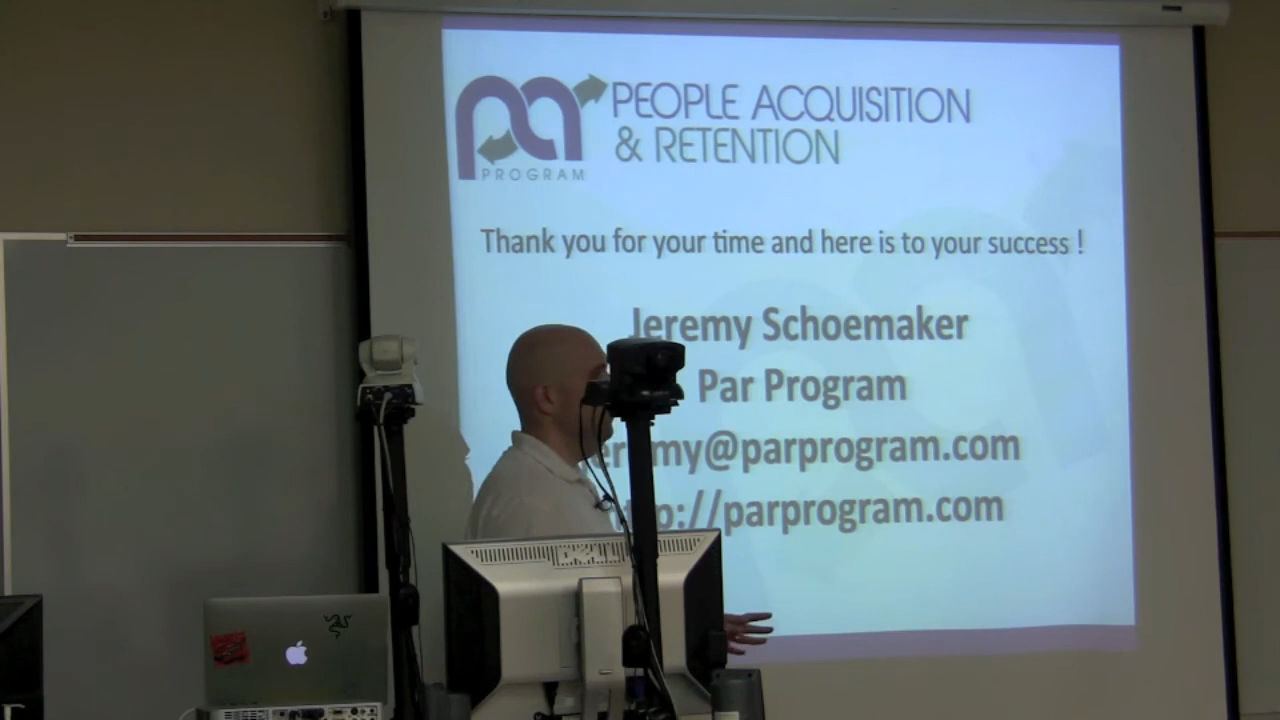 PEOPLE ACQUISITION
& RETENTION
PROGRAM
Thank you for your time and here is to your success !
Jeremy Schoemaker
Par Program
my@parprogram.com
p://parprogram.com